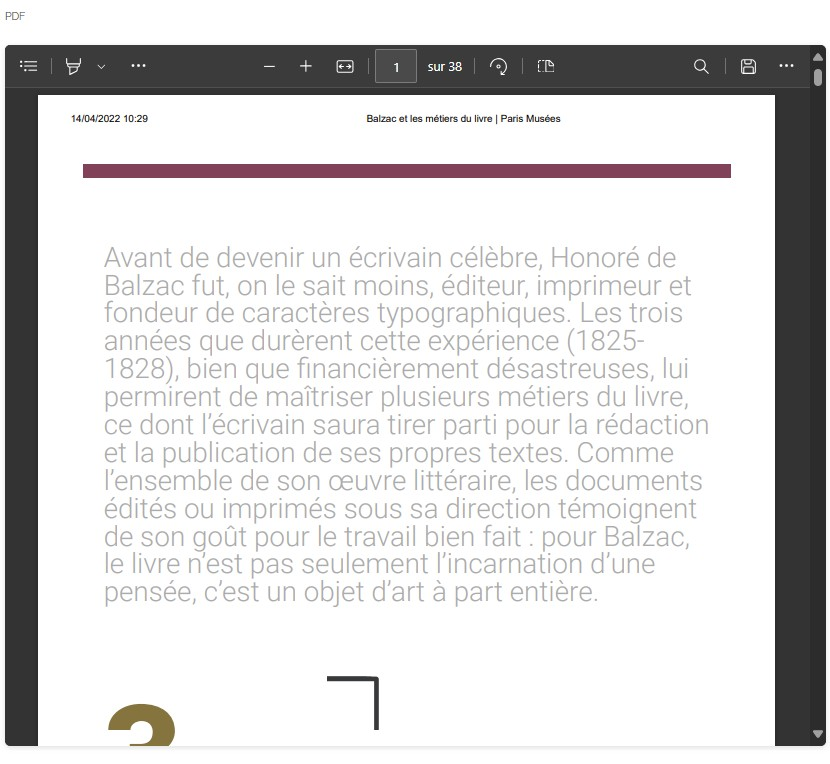 PDF
1
sur 38
14/04/2022 10:29
Balzac et les métiers du livre | Paris Musées
Avant de devenir un écrivain célèbre, Honoré de
Balzac fut, on le sait moins, éditeur, imprimeur et
fondeur de caractères typographiques. Les trois
années que durèrent cette expérience (1825-
1828), bien que financièrement désastreuses, lui
permirent de maîtriser plusieurs métiers du livre,
ce dont l’écrivain saura tirer parti pour la rédaction
et la publication de ses propres textes. Comme
l’ensemble de son œuvre littéraire, les documents
édités ou imprimés sous sa direction témoignent
de son goût pour le travail bien fait : pour Balzac,
le livre n’est pas seulement l’incarnation d’une
pensée, c’est un objet d’art à part entière.